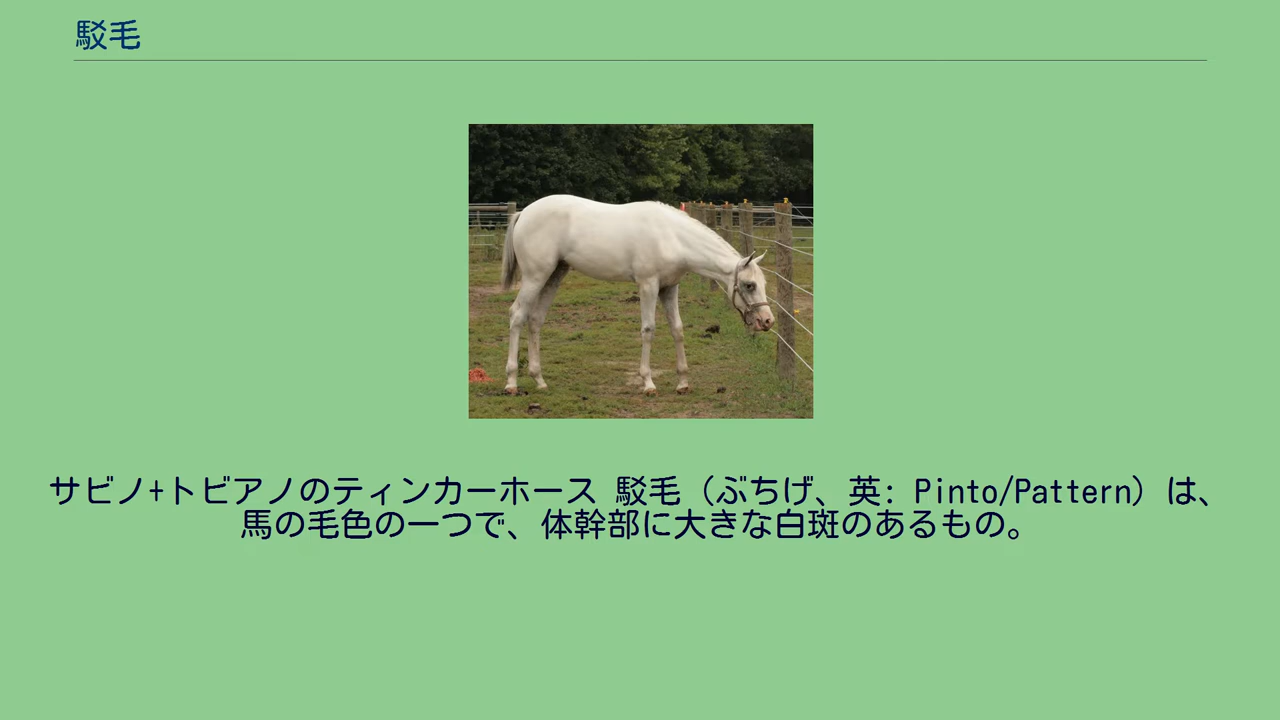 駁毛
サビノ+トビアノのティンカーホース 駁毛（ぶちげ、英: Pinto/Pattern）は、
馬の毛色の一つで、体幹部に大きな白斑のあるもの。